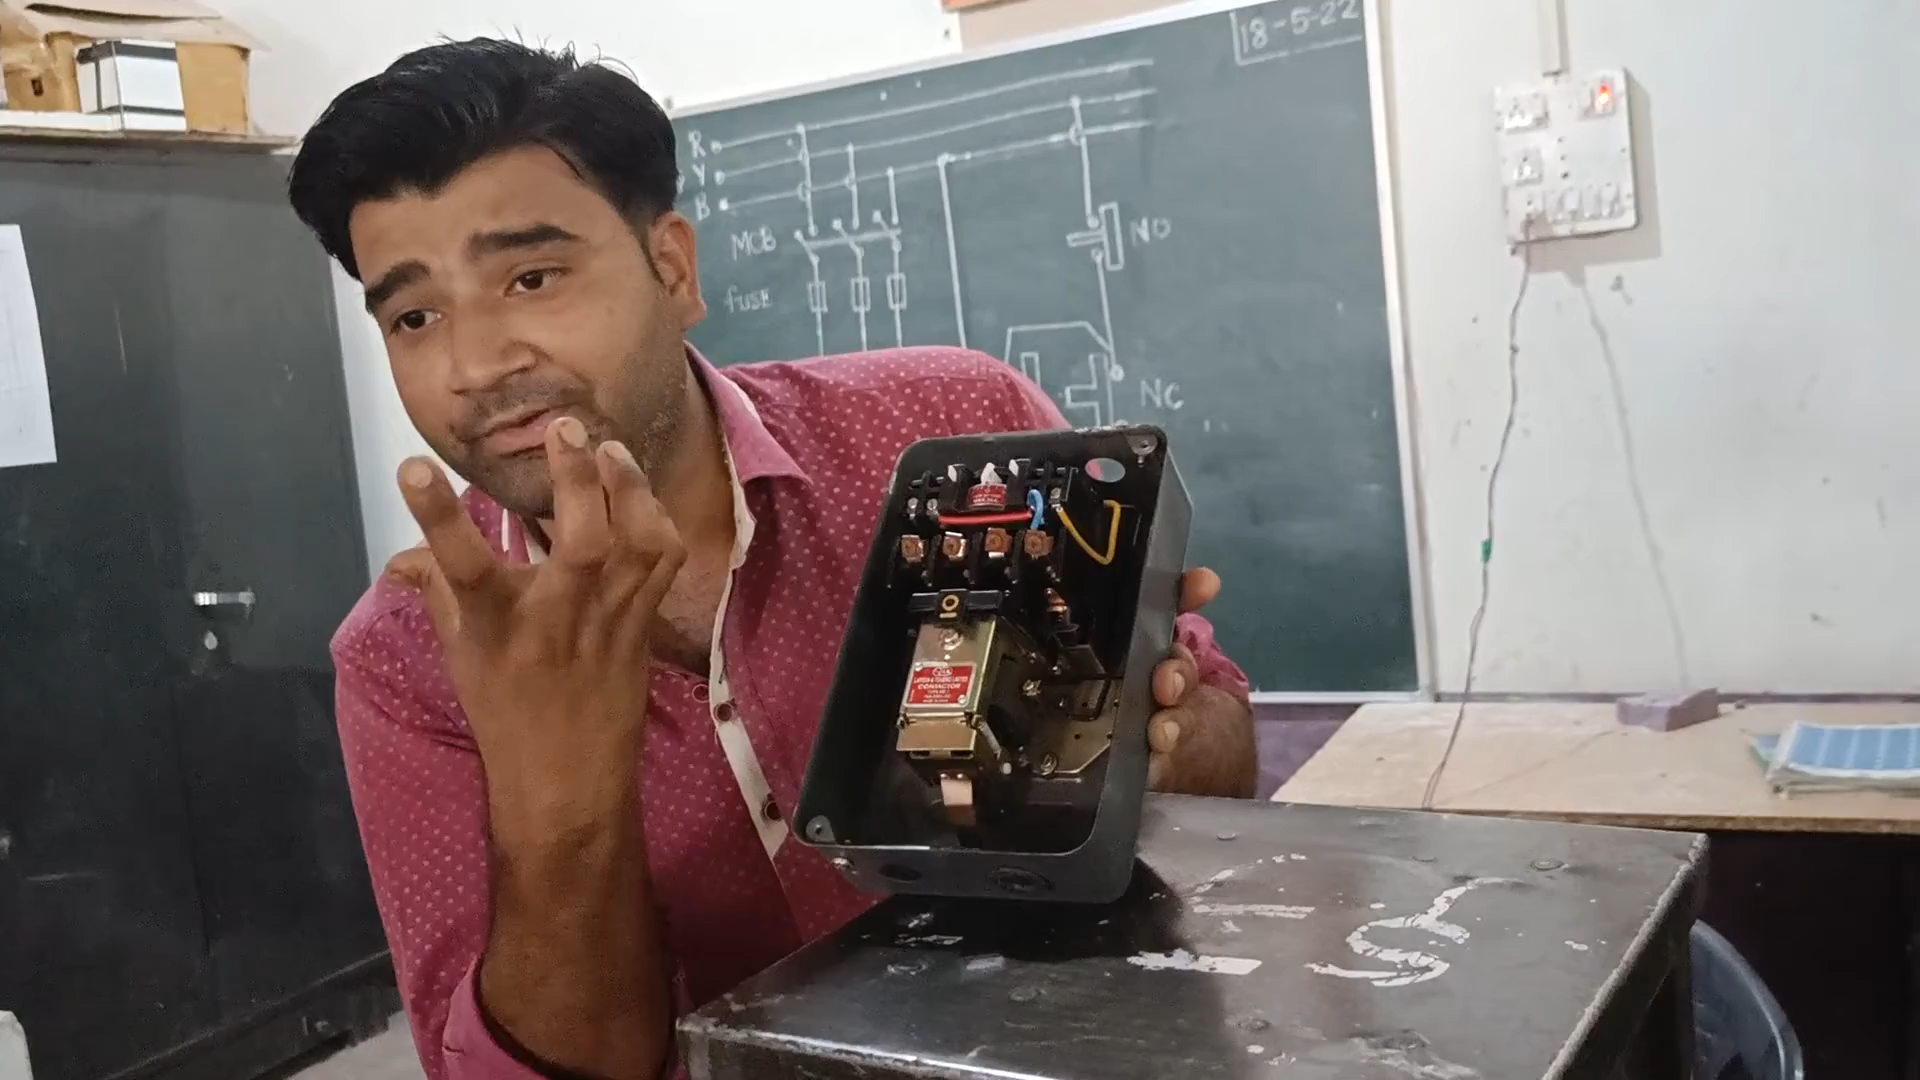 18-5-22
R
Y
B
MCB
fuse
NO
NC
CONTACTOR